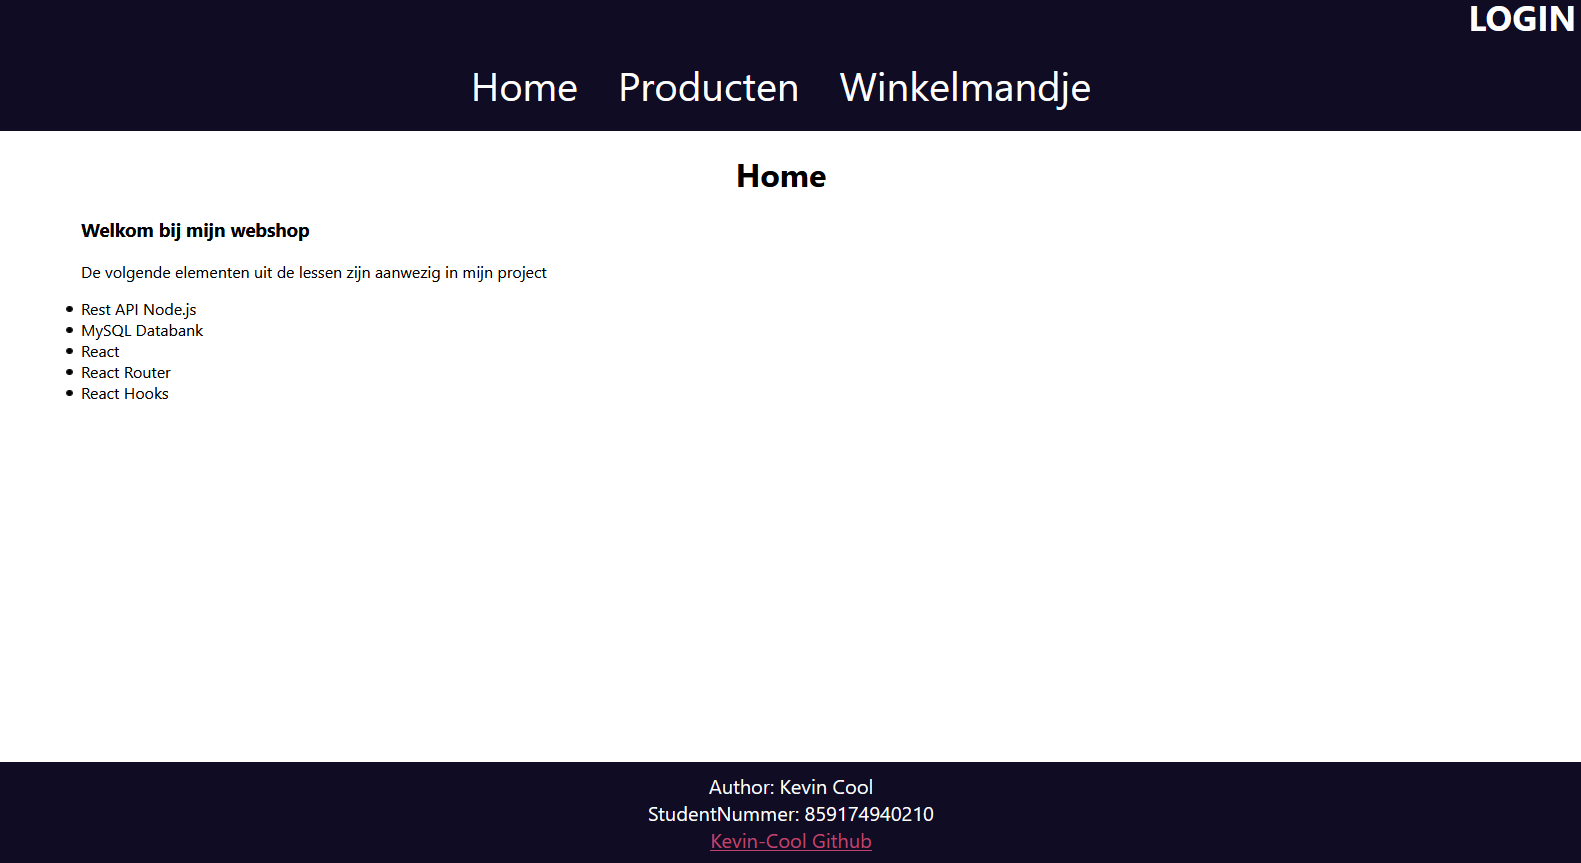 LOGIN
Home Producten Winkelmandje
Home
Welkom bij mijn webshop
De volgende elementen uit de lessen zijn aanwezig in mijn project
Rest API Node.js
MySQL Databank
React
React Router
React Hooks
Author: Kevin Cool
StudentNummer: 859174940210
Kevin-Cool Github